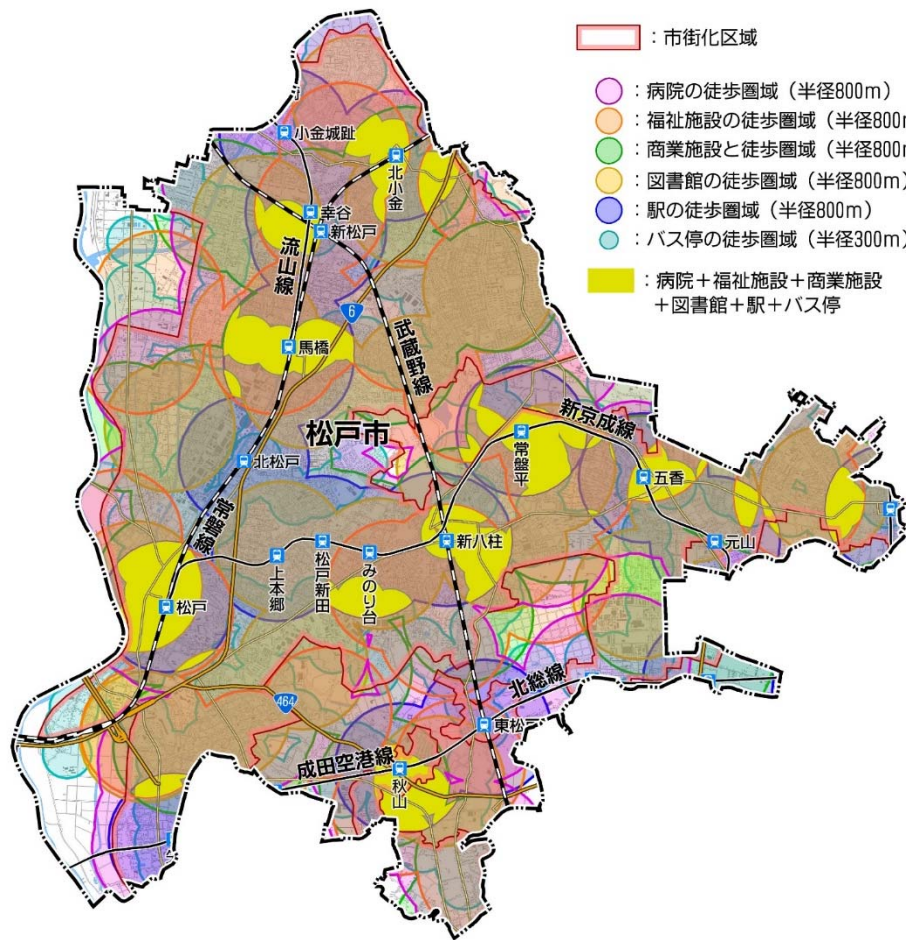 ：市街化区域
：病院の徒歩圏域（半径800m）
：福祉施設の徒歩圏域（半径800m
：商業施設と徒歩圏域（半径800m
：図書館の徒歩圏域（半径800m）
：駅の徒歩圏域（半径800m）
：バス停の徒歩圏域（半径300m）
：病院＋福祉施設＋商業施設
＋図書館＋駅＋バス停
小金城趾
北小金
幸谷
新松戸
流山線
6
武蔵野線
馬橋
松戸市
新京成線
常盤平
北松戸
五香
常磐線
新八柱
元山
上本郷
松戸新田
みのり台
松戸
北総線
464
東松
成田空港線
秋山